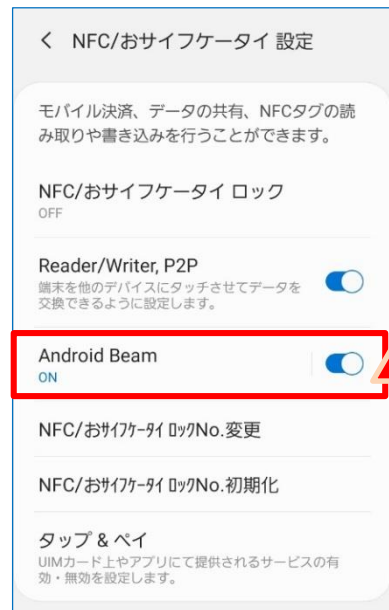 NFC/おサイフケータイ 設定
モバイル決済、データの共有、NFCタグの読
み取りや書き込みを行うことができます。
NFC/おサイフケータイ ロック
OFF
Reader/Writer, P2P
端末を他のデバイスにタッチさせてデータを
交換できるように設定します。
Android Beam
ON
NFC/おｻｲﾌｹｰﾀｲ ﾛｯｸNo.変更
NFC/おｻｲﾌｹｰﾀｲ ﾛｯｸNo.初期化
タップ & ペイ
UIMカード上やアプリにて提供されるサービスの有
効・無効を設定します。